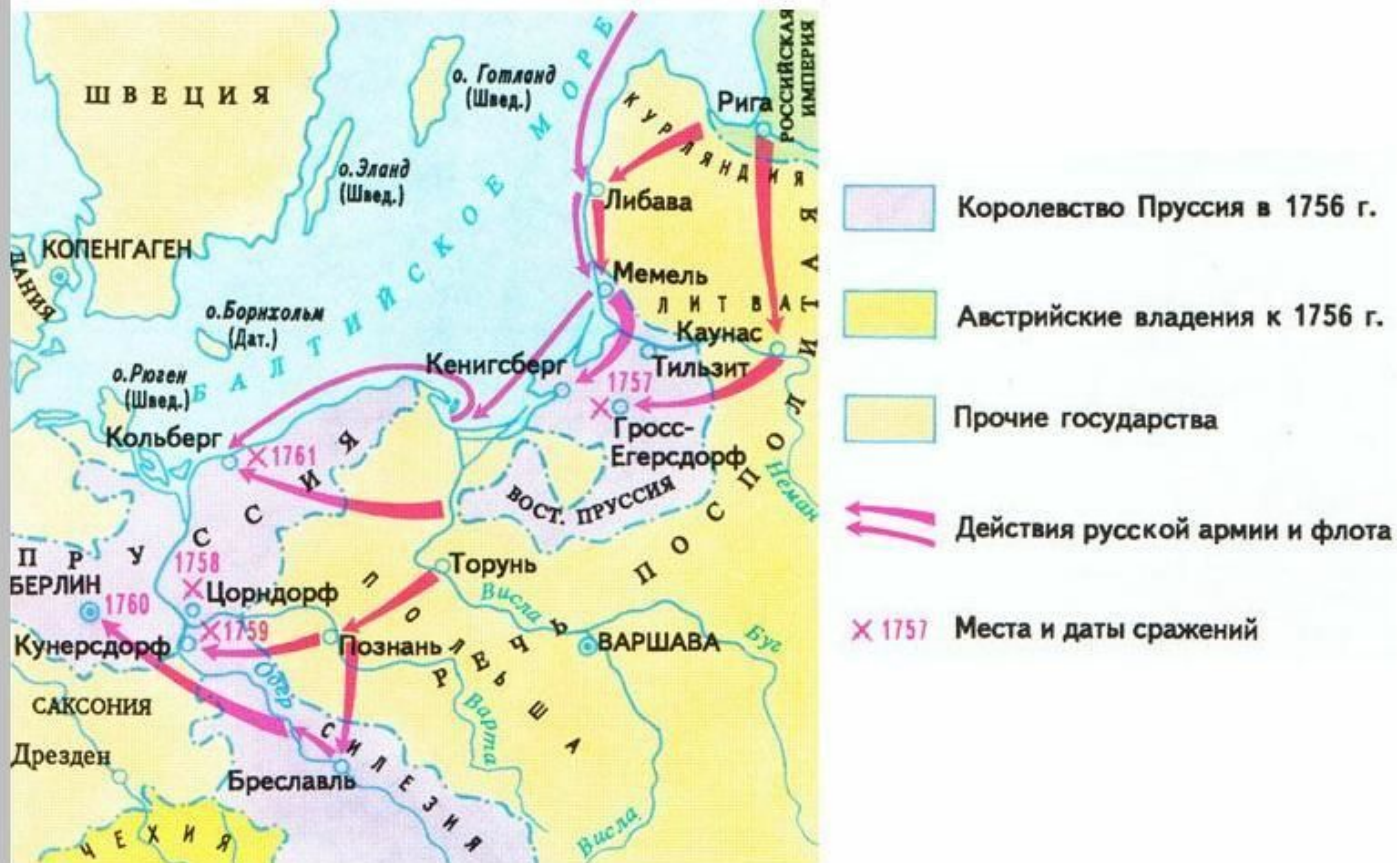 ШВЕЦИЯ
о. Готланд
(Швед.)
БАЛТИЙСКОЕ МОРЕ
РОССИЙСКАЯ
ИМПЕРИЯ
Рига
КУРЛЯНДИЯ
о.Эланд
(Швед.)
Либава
КОПЕНГАГЕН
ДАНИЯ
Мемель
ЛИТВА
о.Борнхольм
(Дат.)
Каунас
Кенигсберг
Тильзит
1757
о.Рюген
(Швед.)
Гросс-
Егерсдорф
Кольберг
1761
Неман
ВОСТ. ПРУССИЯ
ПРУССИЯ
1758
БЕРЛИН
1760
Цорндорф
Торунь
Висла
1759
Кунерсдорф
Познань
ВАРШАВА
Буг
РЕЧЬ ПОСПОЛИТАЯ
ПОЛЬША
Одер
Варта
САКСОНИЯ
Дрезден
СИЛЕЗИЯ
Бреславль
ЧЕХИЯ
Висла
Королевство Пруссия в 1756 г.
Австрийские владения к 1756 г.
Прочие государства
Действия русской армии и флота
1757 Места и даты сражений